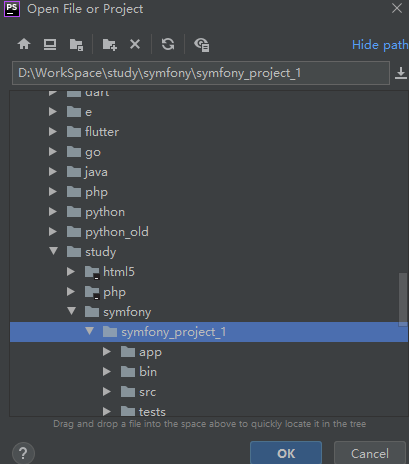 PS Open File or Project
Hide path
D:\WorkSpace\study\symfony\symfony_project_1
dart
e
flutter
go
java
php
python
python_old
study
html5
php
symfony
symfony_project_1
app
bin
src
tests
Drag and drop a file into the space above to quickly locate it in the tree
? OK Cancel